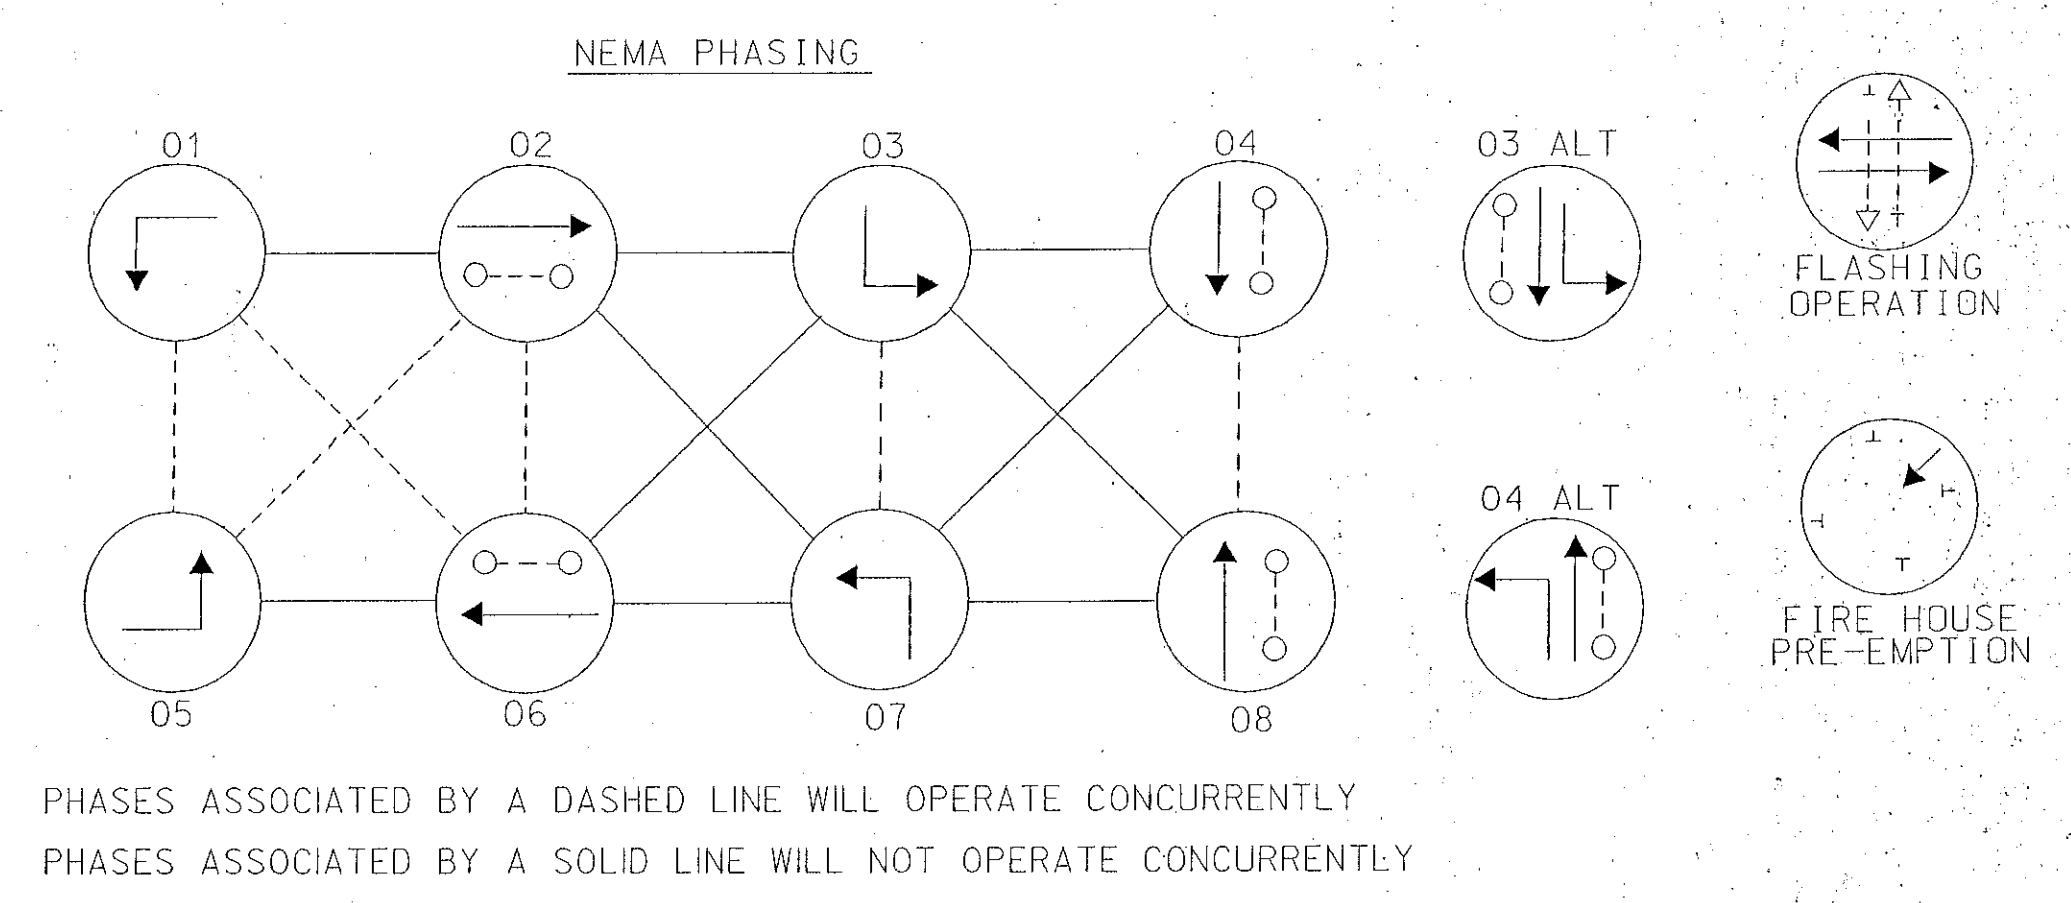 NEMA PHASING
01
02
03
04
03 ALT
FLASHING
OPERATION
04 ALT
FIRE HOUSE
PRE-EMPTION
05
06
07
08
PHASES ASSOCIATED BY A DASHED LINE WILL OPERATE CONCURRENTLY
PHASES ASSOCIATED BY A SOLID LINE WILL NOT OPERATE CONCURRENTLY